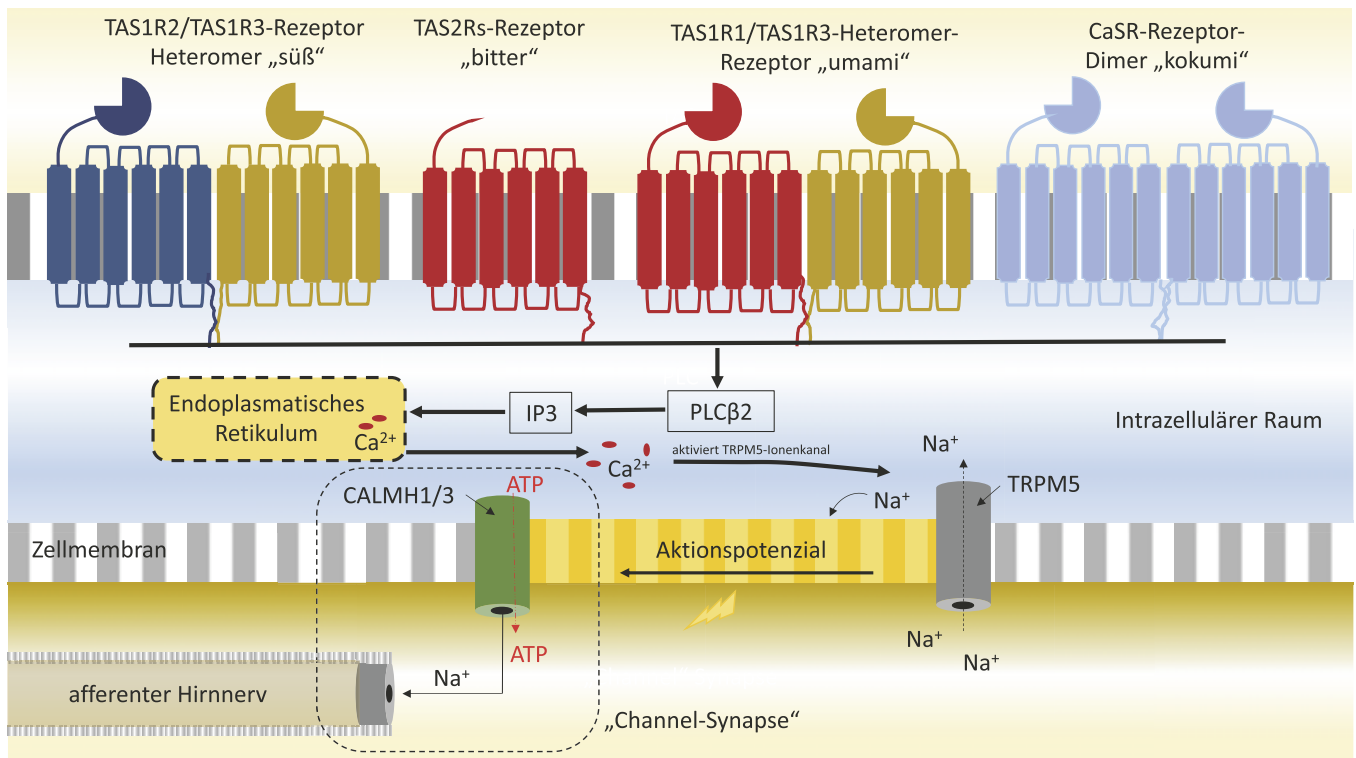 TAS1R2/TAS1R3-Rezeptor
Heteromer „süß“
TAS2Rs-Rezeptor
„bitter“
TAS1R1/TAS1R3-Heteromer-
Rezeptor „umami“
CaSR-Rezeptor-
Dimer „kokumi“
Endoplasmatisches
Retikulum
Ca²⁺
IP3
PLCβ2
Intrazellulärer Raum
Ca²⁺
aktiviert TRPM5-Ionenkanal
Na⁺
TRPM5
Na⁺
CALMH1/3
ATP
Zellmembran
Aktionspotenzial
ATP
Na⁺
Na⁺
Na⁺
afferenter Hirnnerv
„Channel-Synapse“